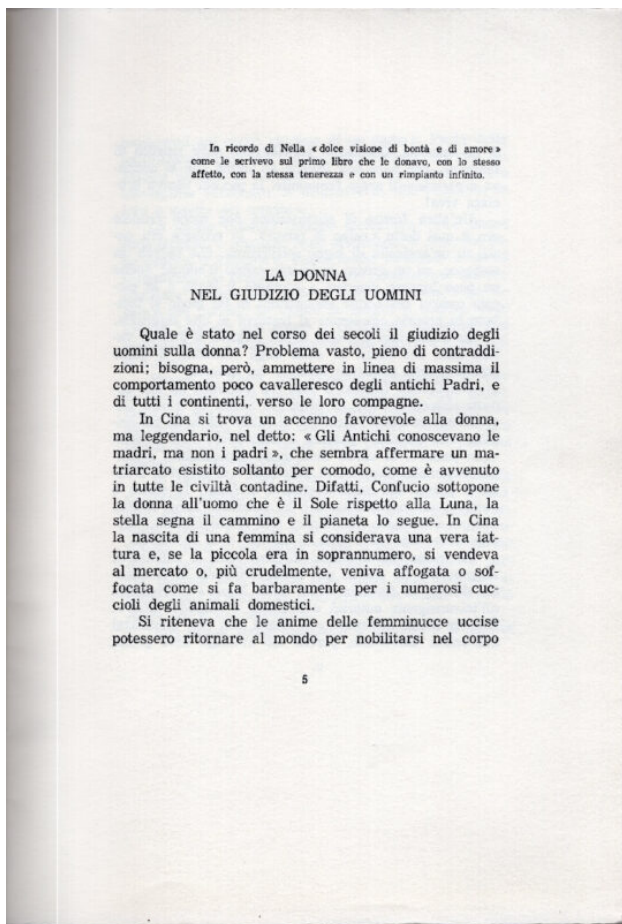 In ricordo di Nella «dolce visione di bontà e di amore»
come le scrivevo sul primo libro che le donavo, con lo stesso
affetto, con la stessa tenerezza e con un rimpianto infinito.
LA DONNA
NEL GIUDIZIO DEGLI UOMINI
Quale è stato nel corso dei secoli il giudizio degli
uomini sulla donna? Problema vasto, pieno di contraddi-
zioni; bisogna, però, ammettere in linea di massima il
comportamento poco cavalleresco degli antichi Padri, e
di tutti i continenti, verso le loro compagne.
In Cina si trova un accenno favorevole alla donna,
ma leggendario, nel detto: «Gli Antichi conoscevano le
madri, ma non i padri», che sembra affermare un ma-
triarcato esistito soltanto per comodo, come è avvenuto
in tutte le civiltà contadine. Difatti, Confucio sottopone
la donna all'uomo che è il Sole rispetto alla Luna, la
stella segna il cammino e il pianeta lo segue. In Cina
la nascita di una femmina si considerava una vera iat-
tura e, se la piccola era in soprannumero, si vendeva
al mercato o, più crudelmente, veniva affogata o sof-
focata come si fa barbaramente per i numerosi cuc-
cioli degli animali domestici.
Si riteneva che le anime delle femminucce uccise
potessero ritornare al mondo per nobilitarsi nel corpo
5